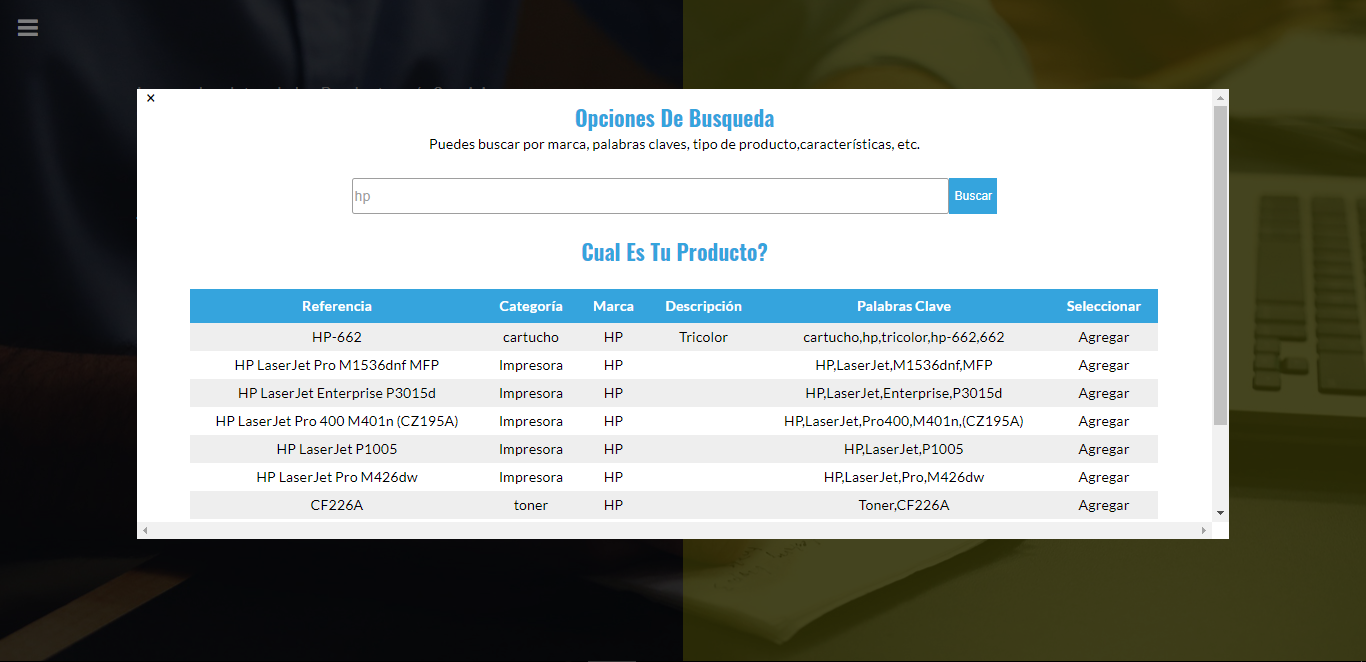 ×
Opciones De Busqueda
Puedes buscar por marca, palabras claves, tipo de producto,características, etc.
hp Buscar
Cual Es Tu Producto?
Referencia Categoría Marca Descripción Palabras Clave Seleccionar
HP-662 cartucho HP Tricolor cartucho,hp,tricolor,hp-662,662 Agregar
HP LaserJet Pro M1536dnf MFP Impresora HP HP,LaserJet,M1536dnf,MFP Agregar
HP LaserJet Enterprise P3015d Impresora HP HP,LaserJet,Enterprise,P3015d Agregar
HP LaserJet Pro 400 M401n (CZ195A) Impresora HP HP,LaserJet,Pro400,M401n,(CZ195A) Agregar
HP LaserJet P1005 Impresora HP HP,LaserJet,P1005 Agregar
HP LaserJet Pro M426dw Impresora HP HP,LaserJet,Pro,M426dw Agregar
CF226A toner HP Toner,CF226A Agregar